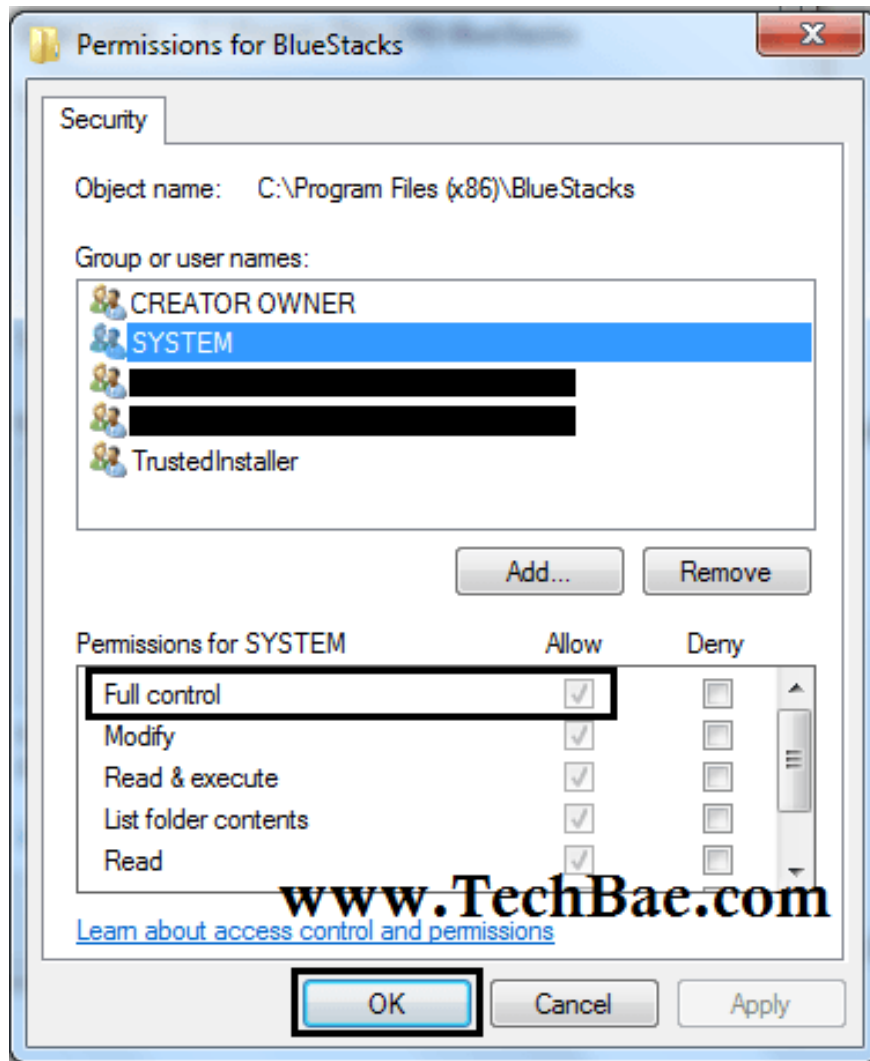 Permissions for BlueStacks
Security
Object name: C:\Program Files (x86)\BlueStacks
Group or user names:
CREATOR OWNER
SYSTEM
TrustedInstaller
Add... Remove
Permissions for SYSTEM Allow Deny
Full control
Modify
Read & execute
List folder contents
Read
www.TechBae.com
Learn about access control and permissions
OK Cancel Apply